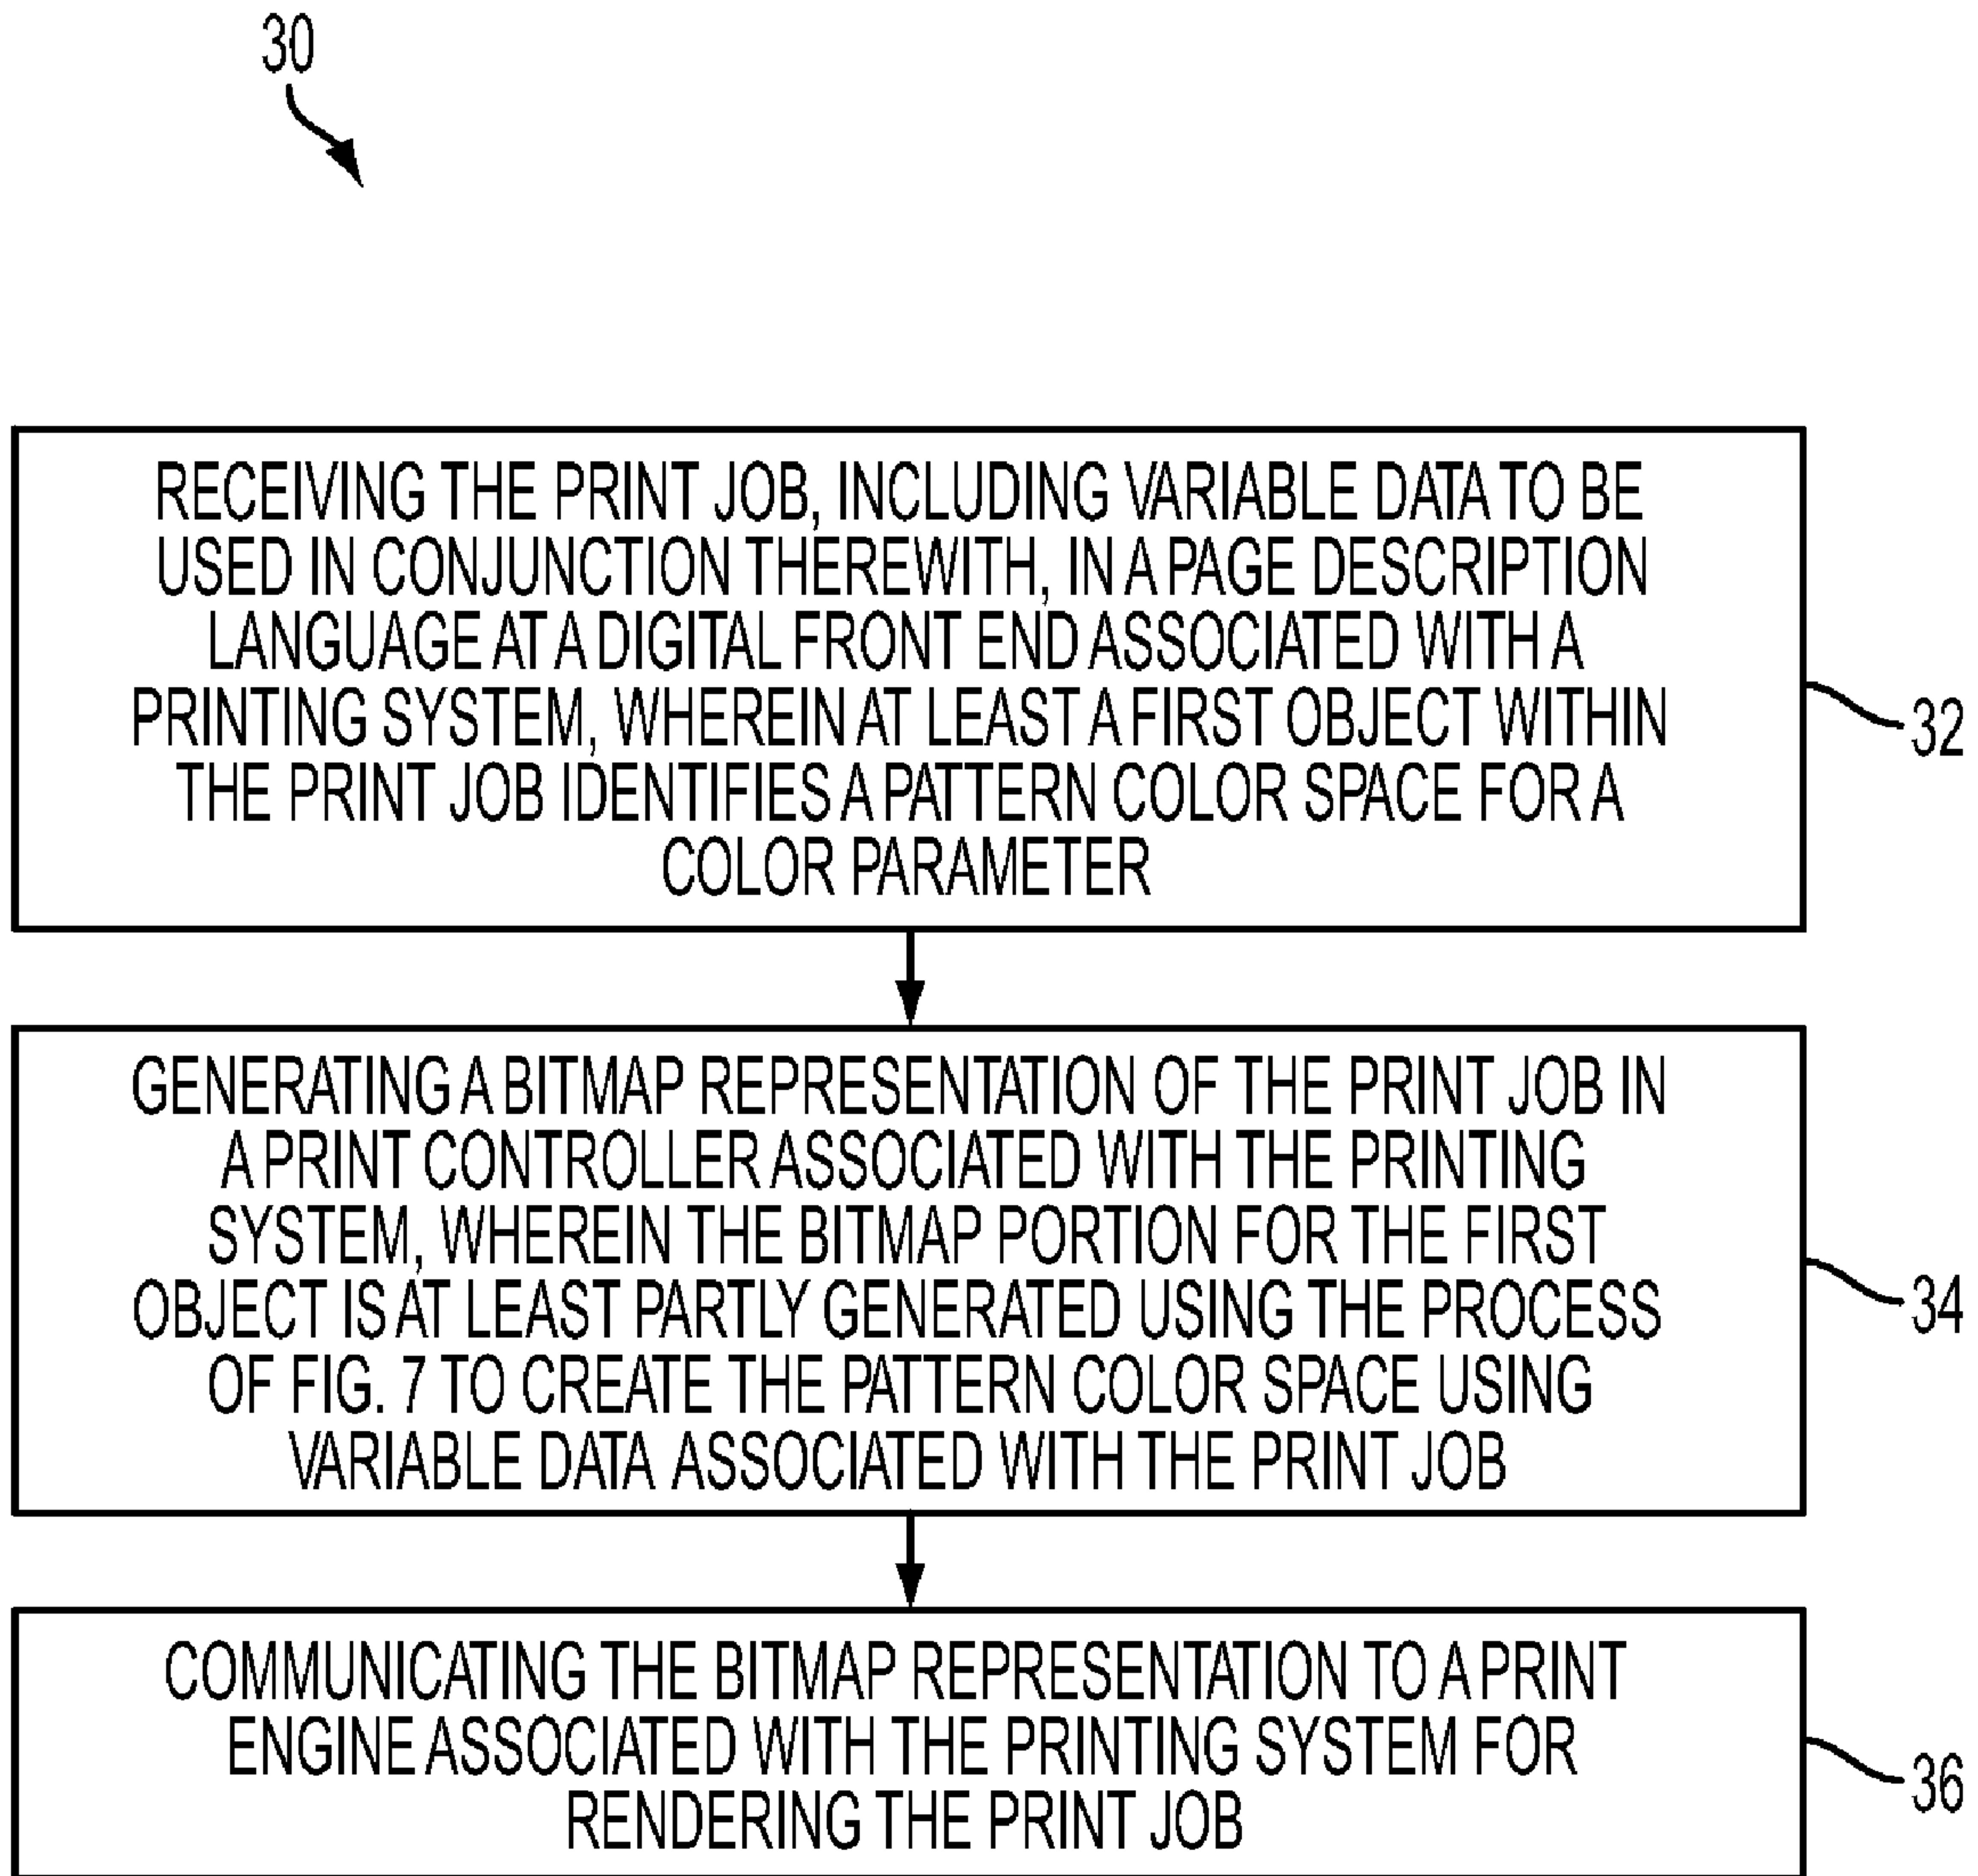 30
RECEIVING THE PRINT JOB, INCLUDING VARIABLE DATA TO BE
USED IN CONJUNCTION THEREWITH, IN A PAGE DESCRIPTION
LANGUAGE AT A DIGITAL FRONT END ASSOCIATED WITH A
PRINTING SYSTEM, WHEREIN AT LEAST A FIRST OBJECT WITHIN
THE PRINT JOB IDENTIFIES A PATTERN COLOR SPACE FOR A
COLOR PARAMETER
32
GENERATING A BITMAP REPRESENTATION OF THE PRINT JOB IN
A PRINT CONTROLLER ASSOCIATED WITH THE PRINTING
SYSTEM, WHEREIN THE BITMAP PORTION FOR THE FIRST
OBJECT IS AT LEAST PARTLY GENERATED USING THE PROCESS
OF FIG. 7 TO CREATE THE PATTERN COLOR SPACE USING
VARIABLE DATA ASSOCIATED WITH THE PRINT JOB
34
COMMUNICATING THE BITMAP REPRESENTATION TO A PRINT
ENGINE ASSOCIATED WITH THE PRINTING SYSTEM FOR
RENDERING THE PRINT JOB
36